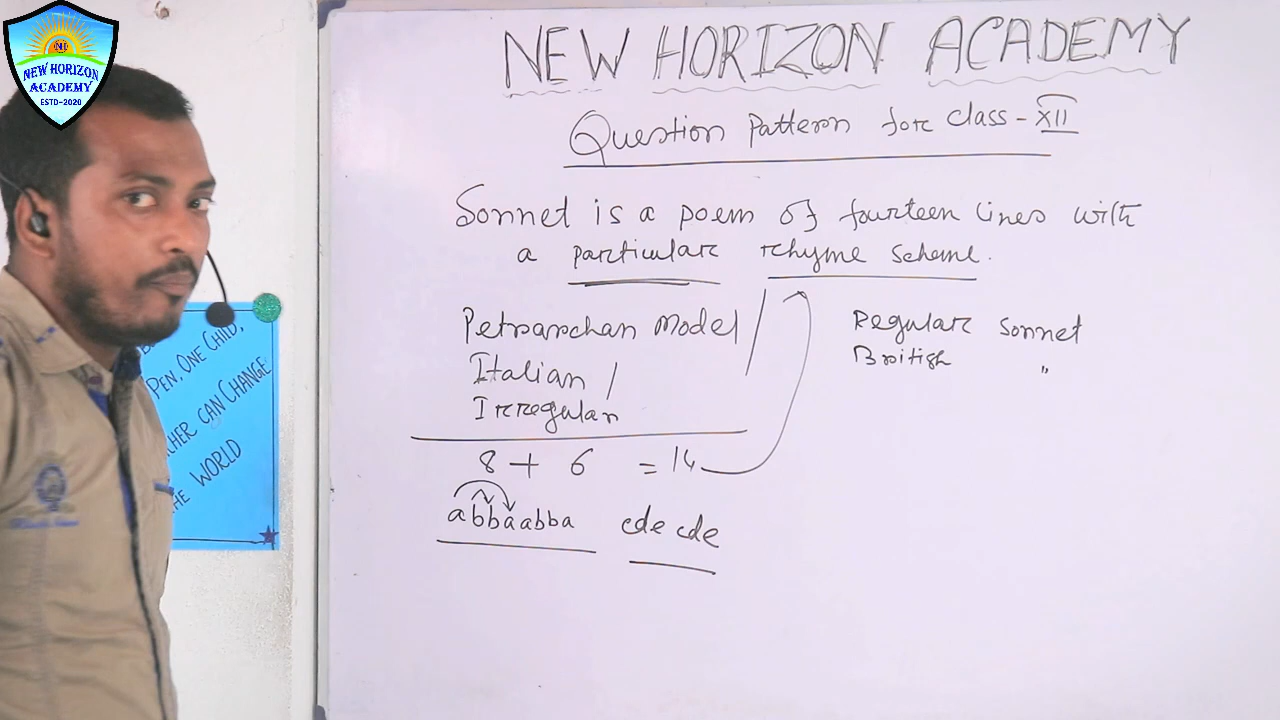 NEW HORIZON
ACADEMY
ESTD-2020
NEW HORIZON ACADEMY
Question Pattern for class - XII
Sonnet is a poem of fourteen lines with
a particular rhyme scheme.
Petrarchan Model /
Italian /
Irregular
8 + 6 = 14
abbaabba cde cde
Regular Sonnet
British "
PEN, ONE CHILD,
CAN CHANGE
THE WORLD